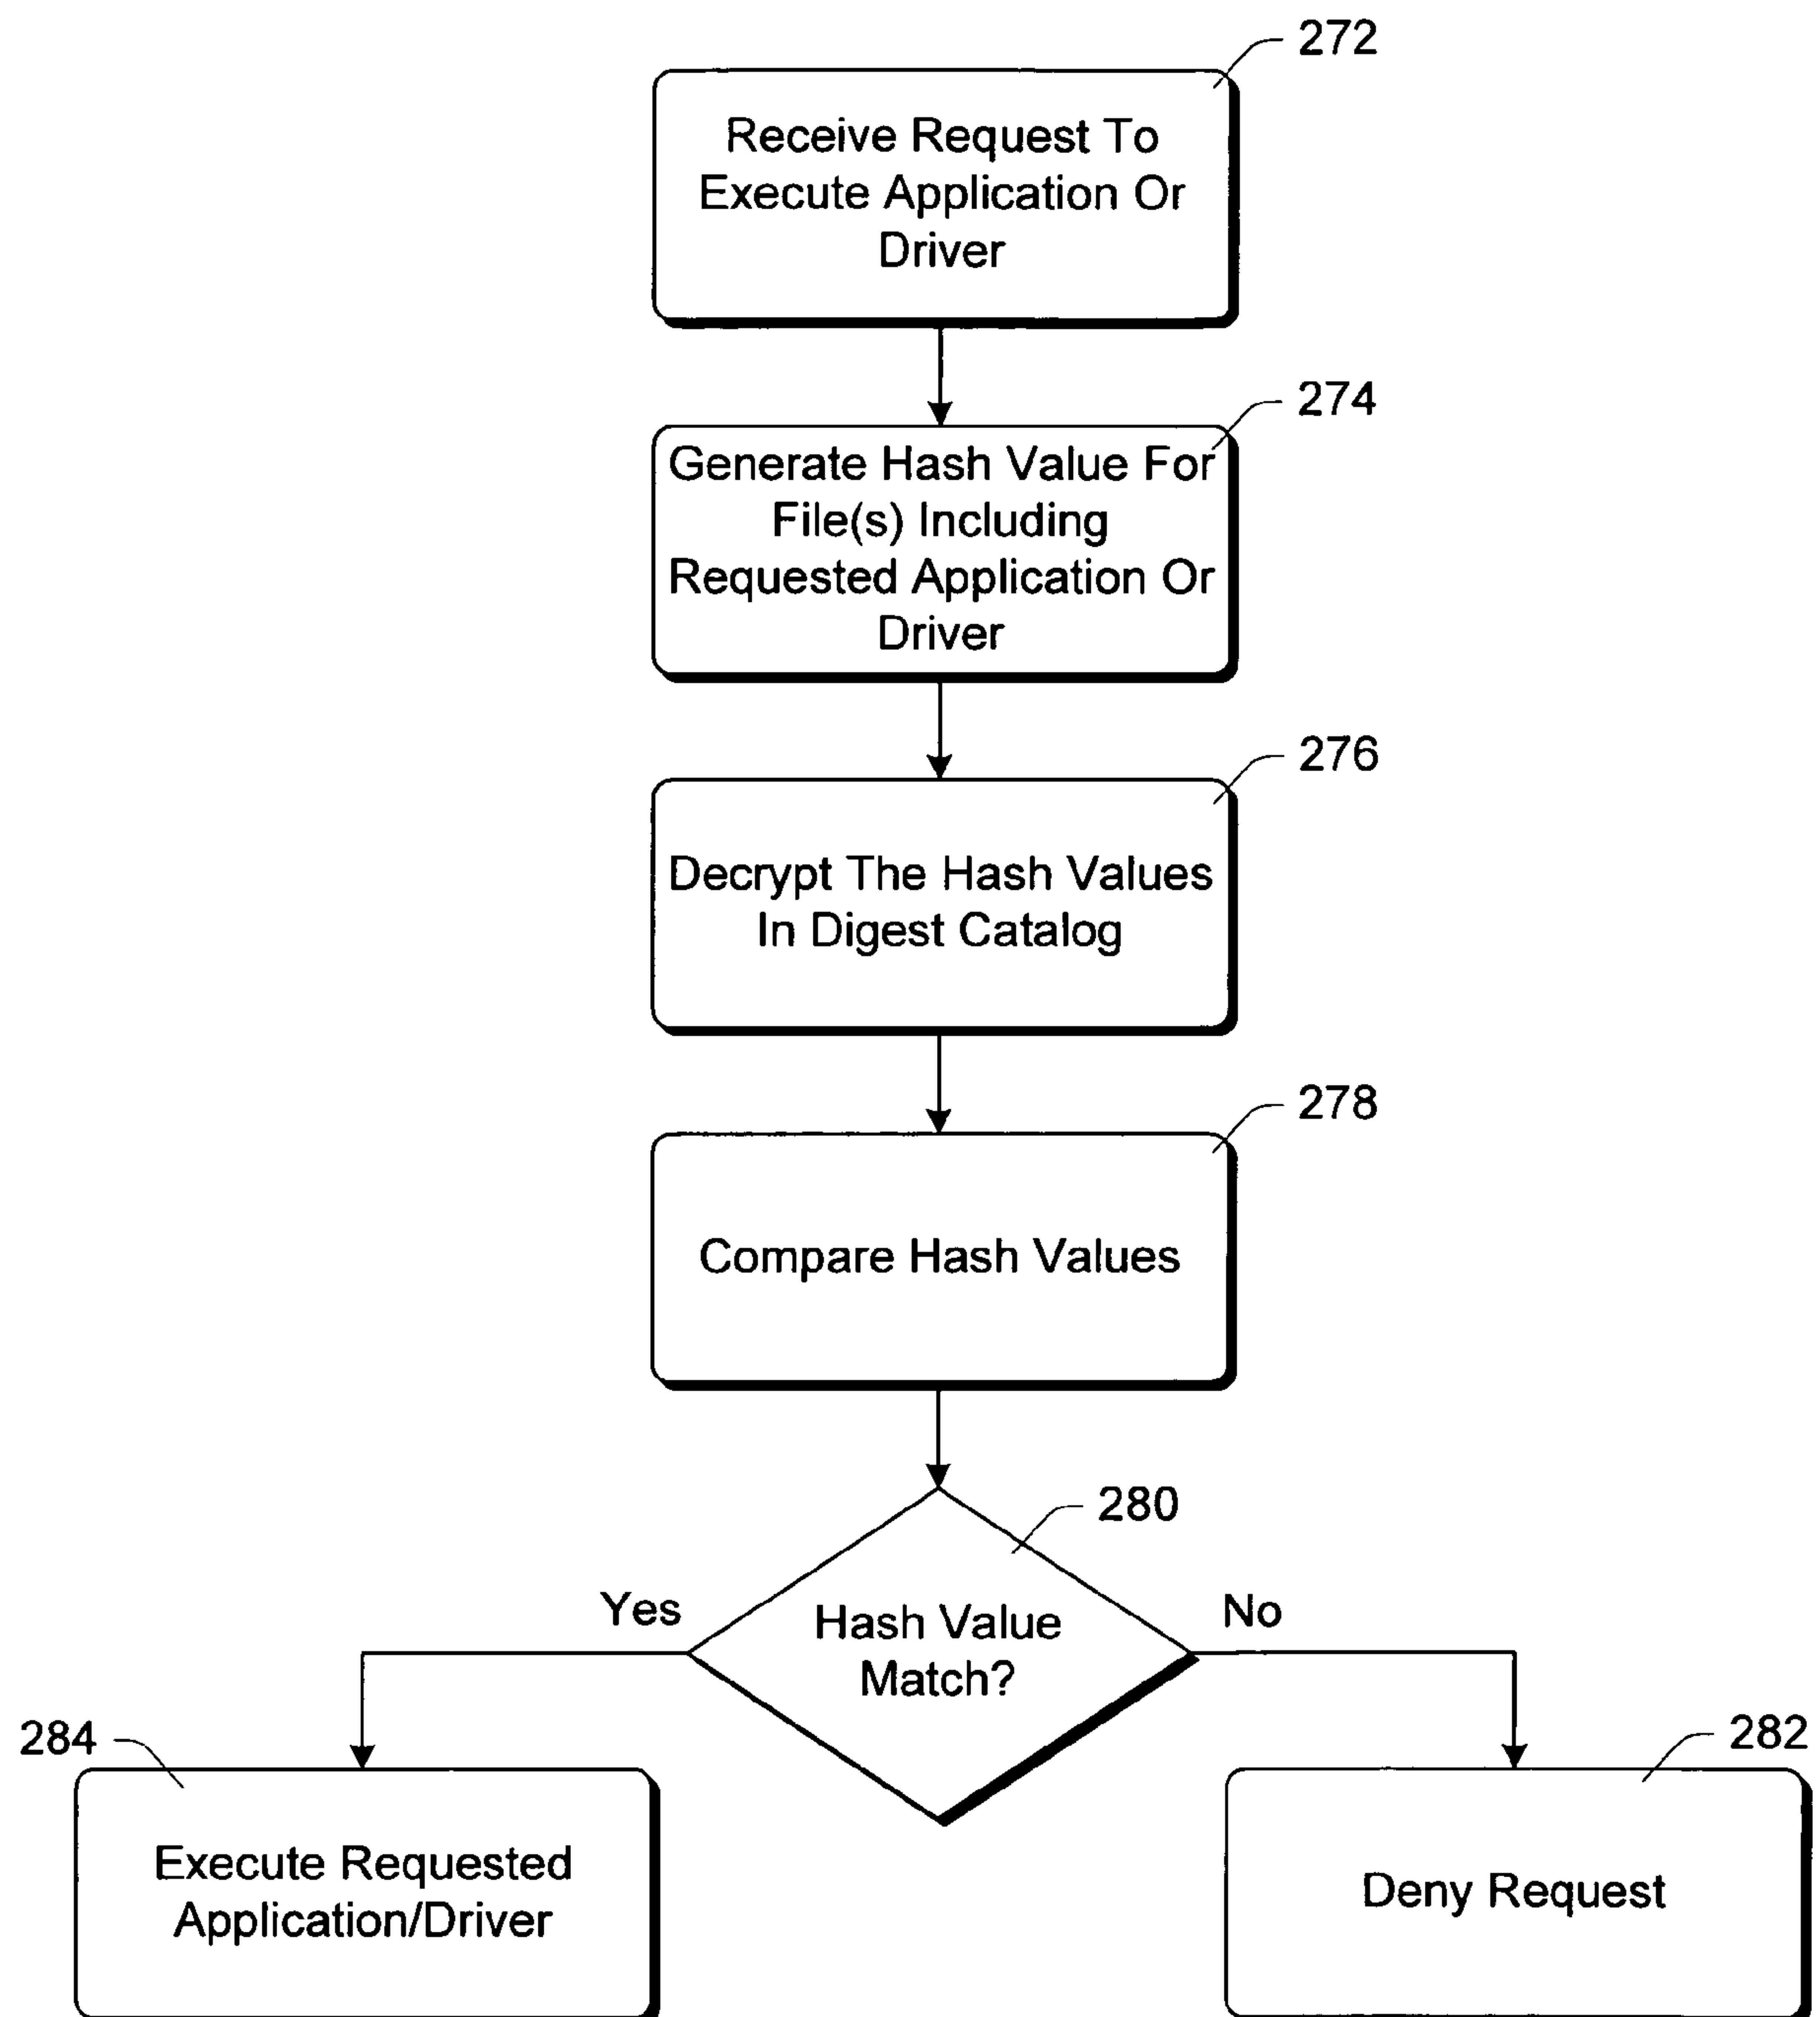 272
Receive Request To
Execute Application Or
Driver
274
Generate Hash Value For
File(s) Including
Requested Application Or
Driver
276
Decrypt The Hash Values
In Digest Catalog
278
Compare Hash Values
280
Hash Value
Match?
Yes
No
284
Execute Requested
Application/Driver
282
Deny Request